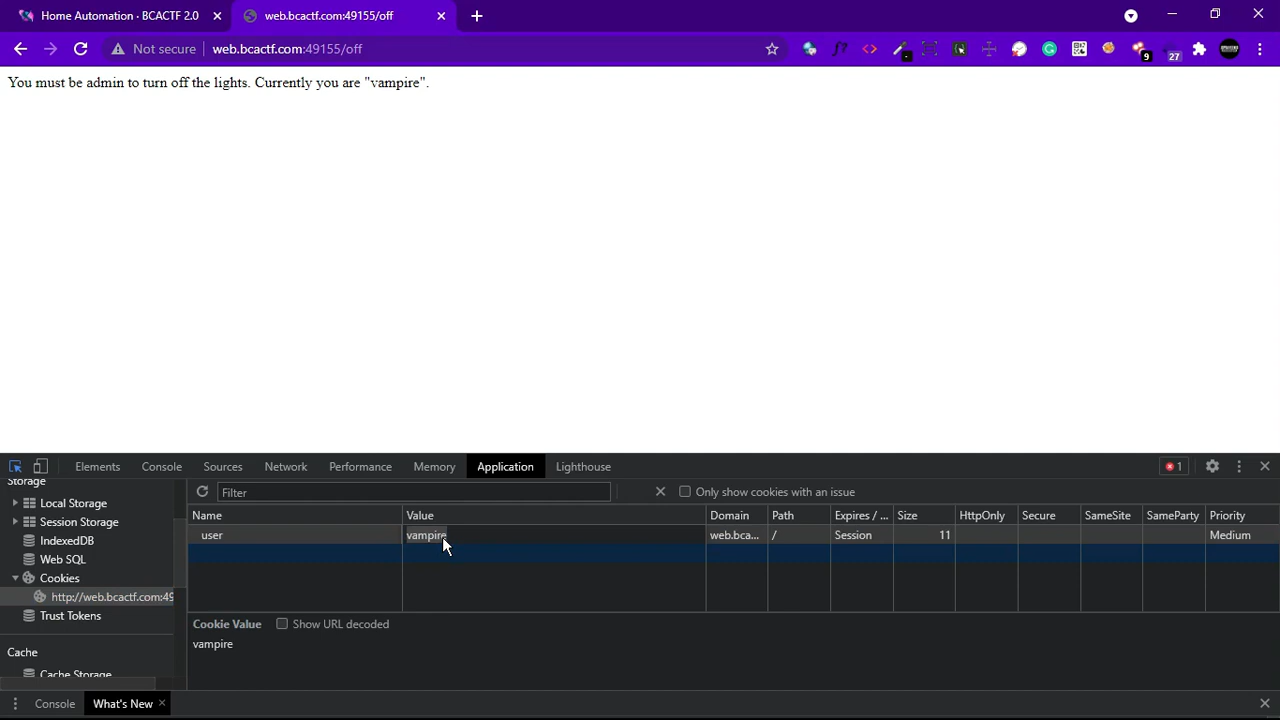 Home Automation · BCACTF 2.0
web.bcactf.com:49155/off
Not secure
web.bcactf.com:49155/off
f?
9
27
You must be admin to turn off the lights. Currently you are "vampire".
Elements Console Sources Network Performance Memory Application Lighthouse
1
Storage
Local Storage
Session Storage
IndexedDB
Web SQL
Cookies
http://web.bcactf.com:49
Trust Tokens
Cache
Cache Storage
Filter
Only show cookies with an issue
Name Value Domain Path Expires / ... Size HttpOnly Secure SameSite SameParty Priority
user vampire web.bca... / Session 11 Medium
Cookie Value Show URL decoded
vampire
Console What's New